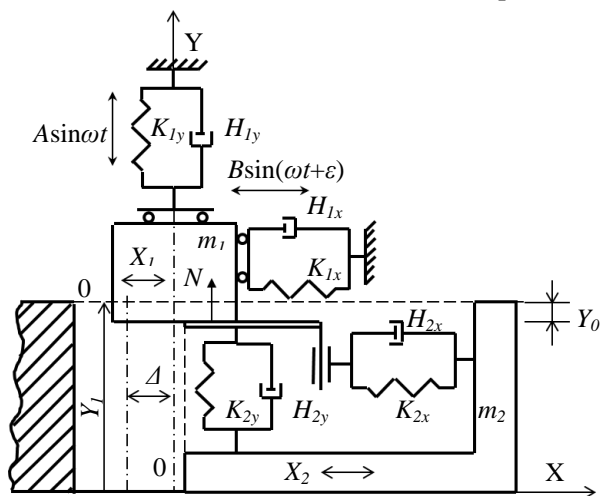 Y
Asinωt
K1y
H1y
Bsin(ωt+ε)
H1x
m1
X1
N
K1x
0
Y0
H2x
Y1
Δ
K2y
H2y
K2x
m2
0
X2
X